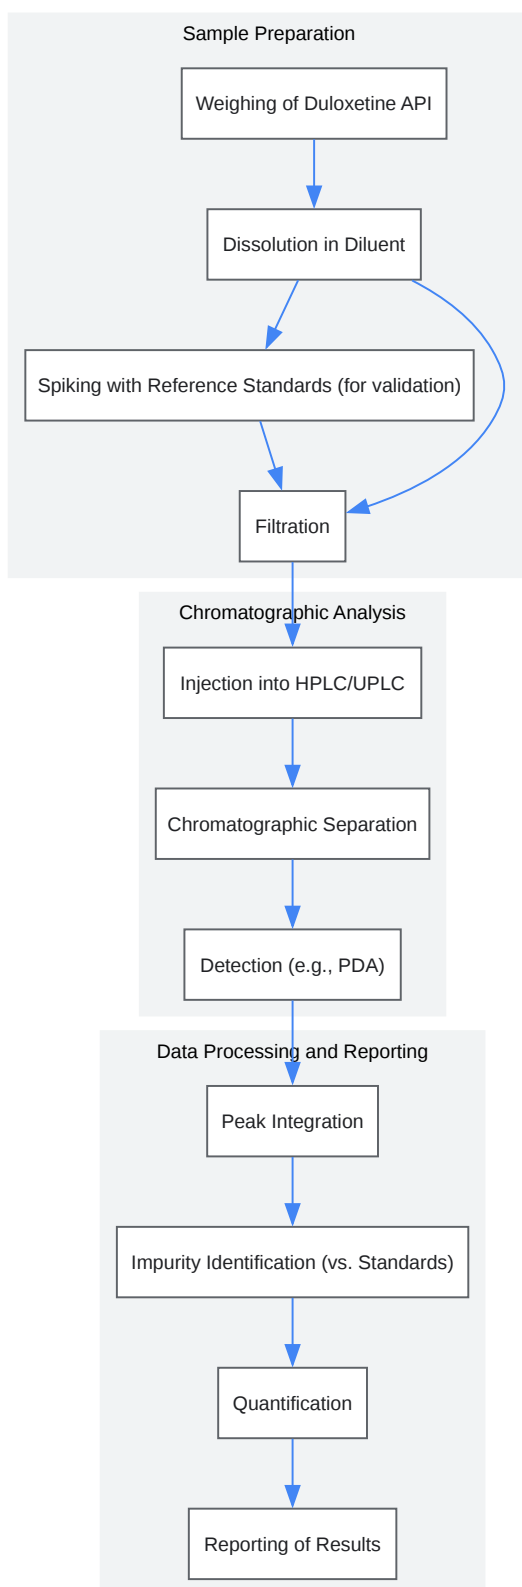 Sample Preparation
Weighing of Duloxetine API
Dissolution in Diluent
Spiking with Reference Standards (for validation)
Filtration
Chromatographic Analysis
Injection into HPLC/UPLC
Chromatographic Separation
Detection (e.g., PDA)
Data Processing and Reporting
Peak Integration
Impurity Identification (vs. Standards)
Quantification
Reporting of Results